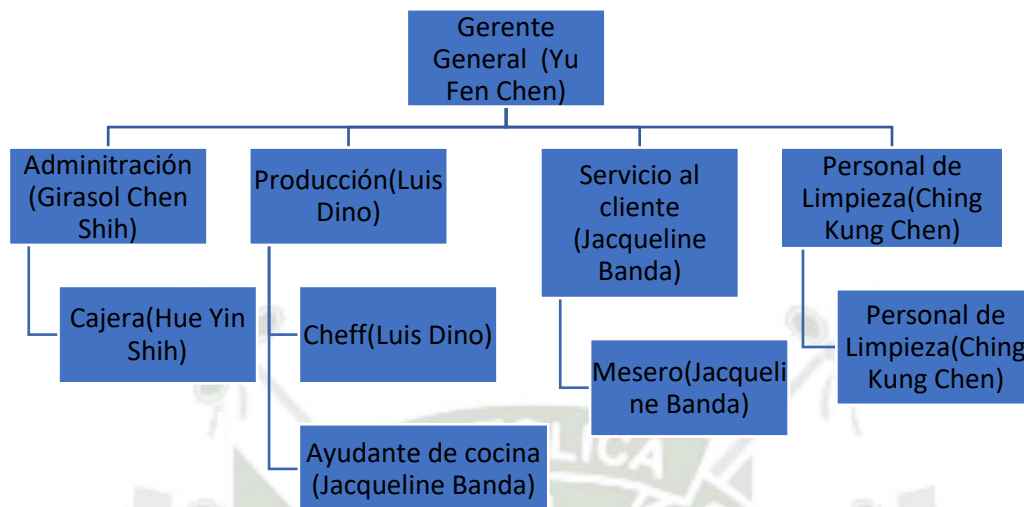 Gerente
General (Yu
Fen Chen)
Adminitración
(Girasol Chen
Shih)
Producción(Luis
Dino)
Servicio al
cliente
(Jacqueline
Banda)
Personal de
Limpieza(Ching
Kung Chen)
Cajera(Hue Yin
Shih)
Cheff(Luis Dino)
Mesero(Jacqueli
ne Banda)
Personal de
Limpieza(Ching
Kung Chen)
Ayudante de cocina
(Jacqueline Banda)